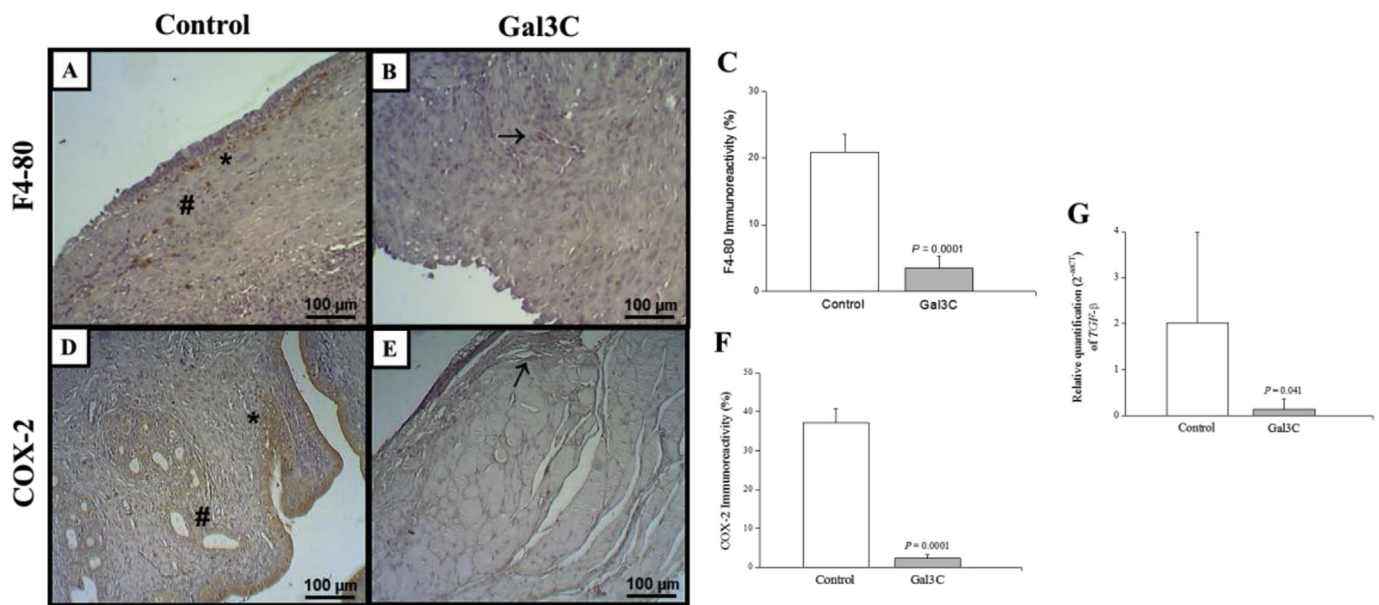 Control
Gal3C
F4-80
A
*
#
100 µm
B
→
100 µm
COX-2
D
*
#
100 µm
E
100 µm
C
F4-80 Immunoreactivity (%)
30
20
10
0
P = 0.0001
Control
Gal3C
F
COX-2 Immunoreactivity (%)
50
40
30
20
10
0
P = 0.0001
Control
Gal3C
G
of TGF-β
4
3
2
1
0
P = 0.041
Control
Gal3C
Relative quantification